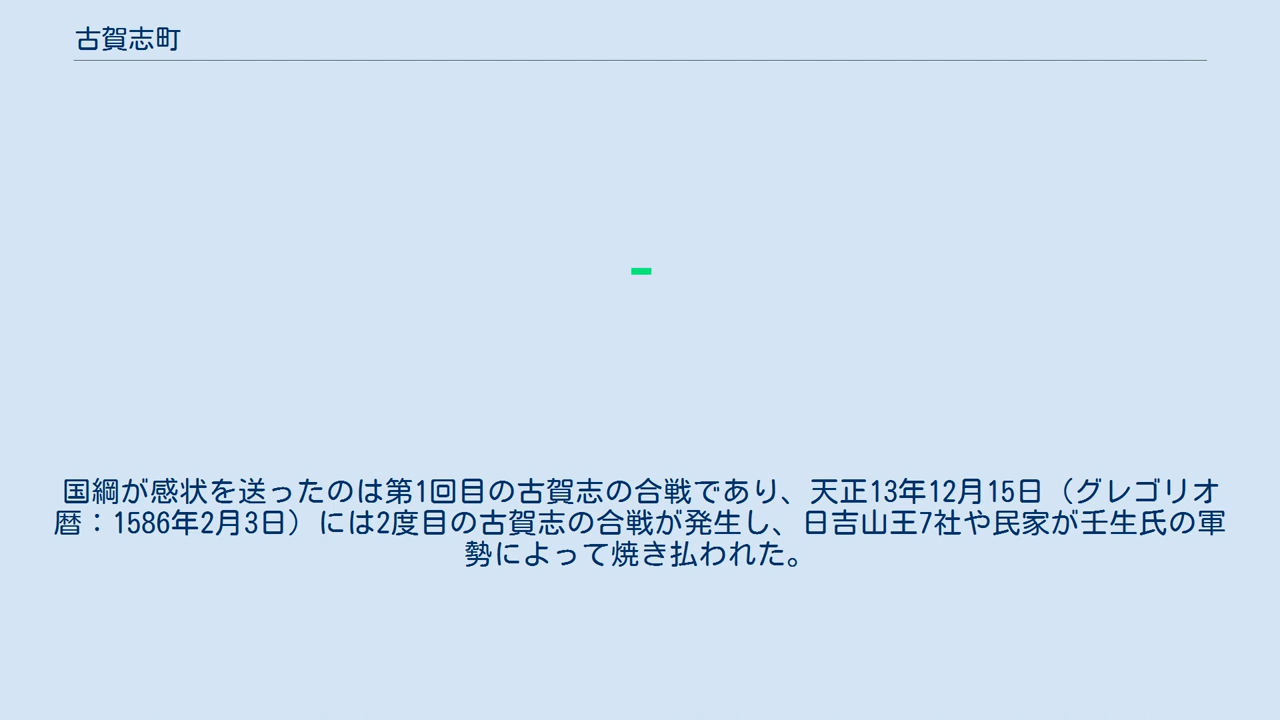 古賀志町
国綱が感状を送ったのは第1回目の古賀志の合戦であり、天正13年12月15日（グレゴリオ
暦：1586年2月3日）には2度目の古賀志の合戦が発生し、日吉山王7社や民家が壬生氏の軍
勢によって焼き払われた。